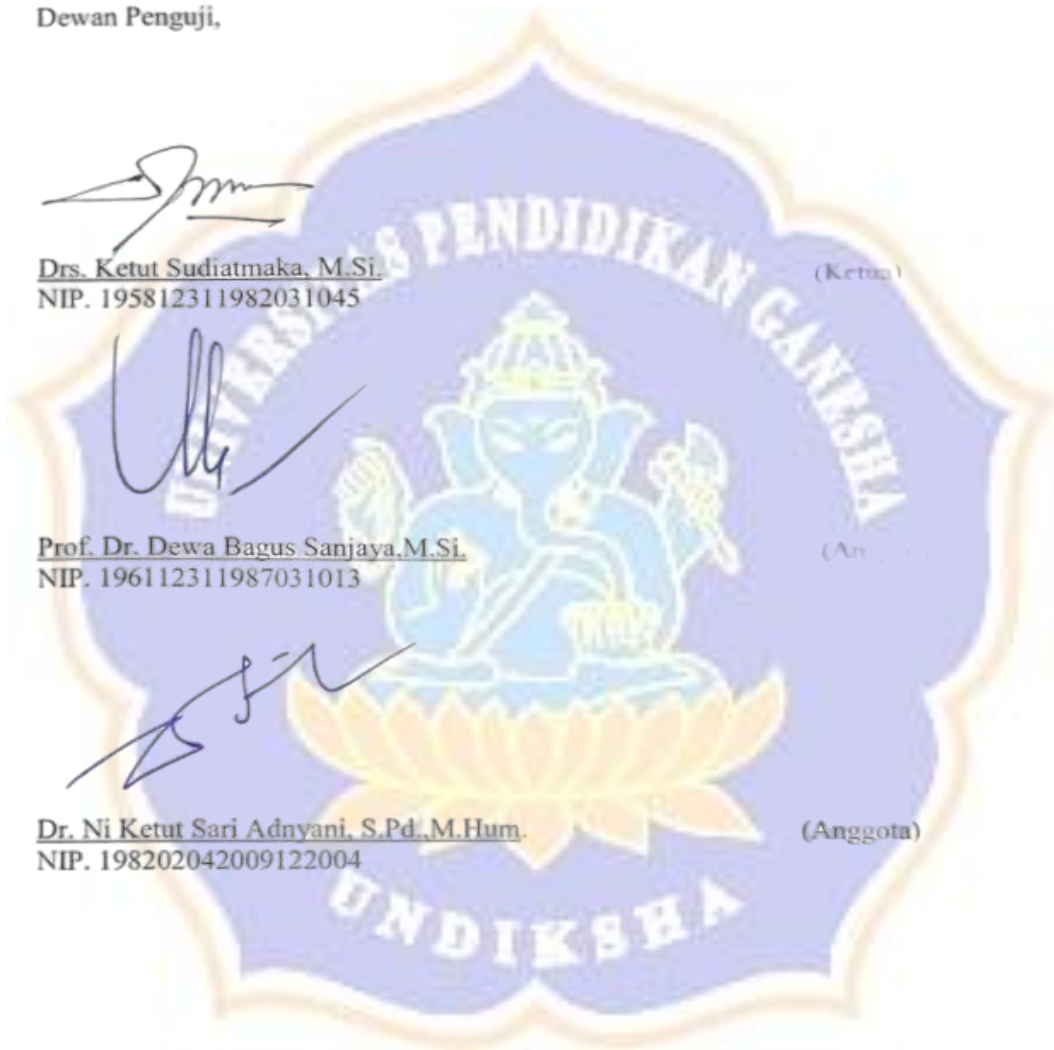 Dewan Penguji,
UNIVERSITAS PENDIDIKAN GANESHA
Drs. Ketut Sudiatmaka, M.Si.
(Ketua)
NIP. 195812311982031045
Prof. Dr. Dewa Bagus Sanjaya,M.Si.
NIP. 196112311987031013
Dr. Ni Ketut Sari Adnyani, S.Pd.,M.Hum.
(Anggota)
NIP. 198202042009122004
UNDIKSHA